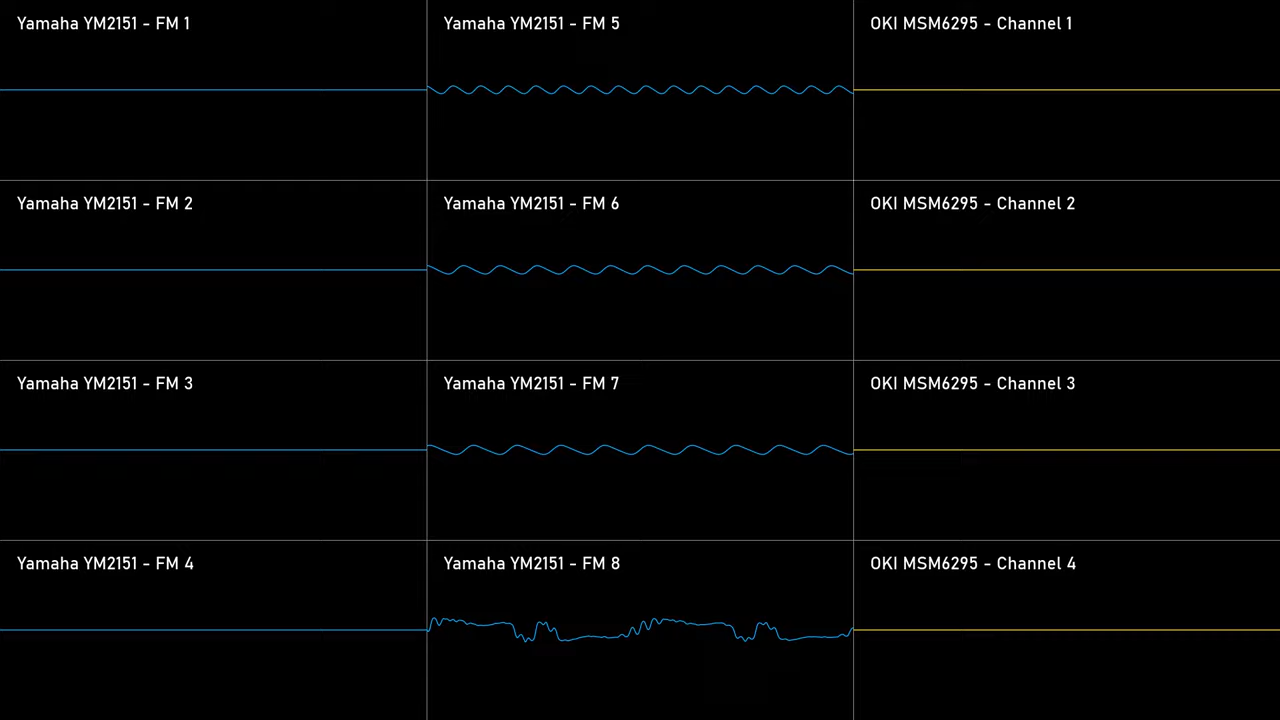 Yamaha YM2151 - FM 1
Yamaha YM2151 - FM 5
OKI MSM6295 - Channel 1
Yamaha YM2151 - FM 2
Yamaha YM2151 - FM 6
OKI MSM6295 - Channel 2
Yamaha YM2151 - FM 3
Yamaha YM2151 - FM 7
OKI MSM6295 - Channel 3
Yamaha YM2151 - FM 4
Yamaha YM2151 - FM 8
OKI MSM6295 - Channel 4